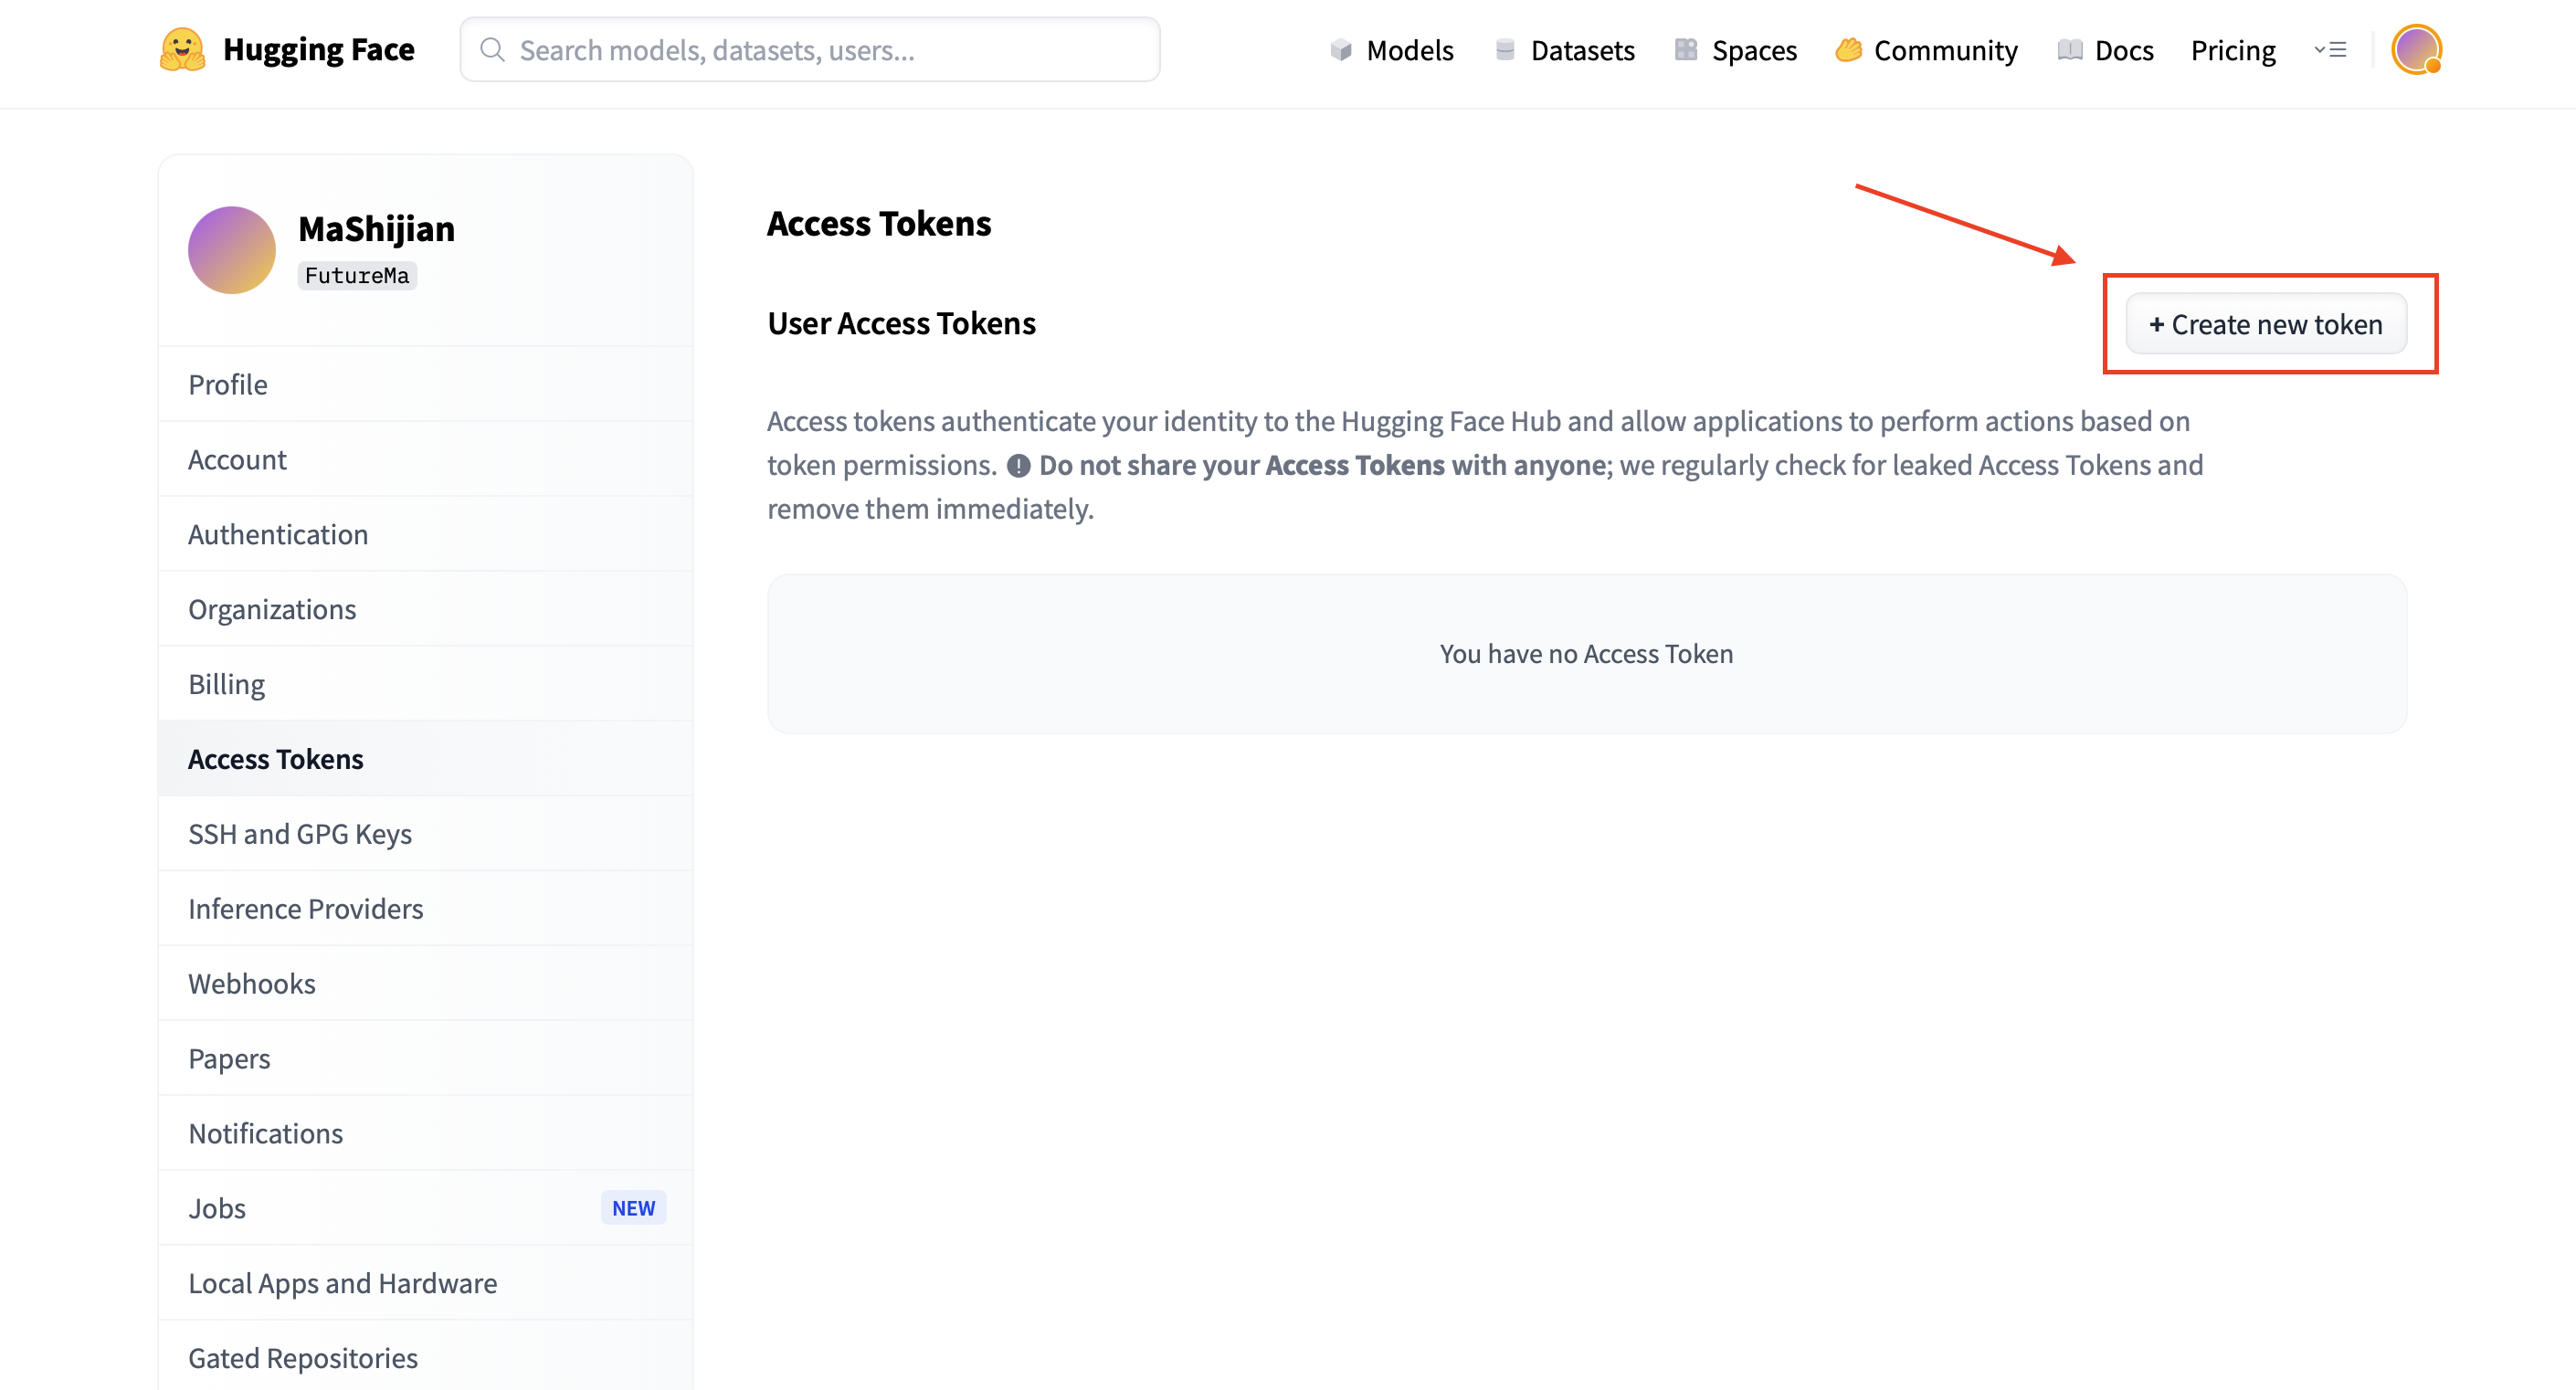 Hugging Face
Search models, datasets, users...
Models
Datasets
Spaces
Community
Docs
Pricing
MaShijian
FutureMa
Profile
Account
Authentication
Organizations
Billing
Access Tokens
SSH and GPG Keys
Inference Providers
Webhooks
Papers
Notifications
Jobs
NEW
Local Apps and Hardware
Gated Repositories
Access Tokens
User Access Tokens
+ Create new token
Access tokens authenticate your identity to the Hugging Face Hub and allow applications to perform actions based on
token permissions. Do not share your Access Tokens with anyone; we regularly check for leaked Access Tokens and
remove them immediately.
You have no Access Token